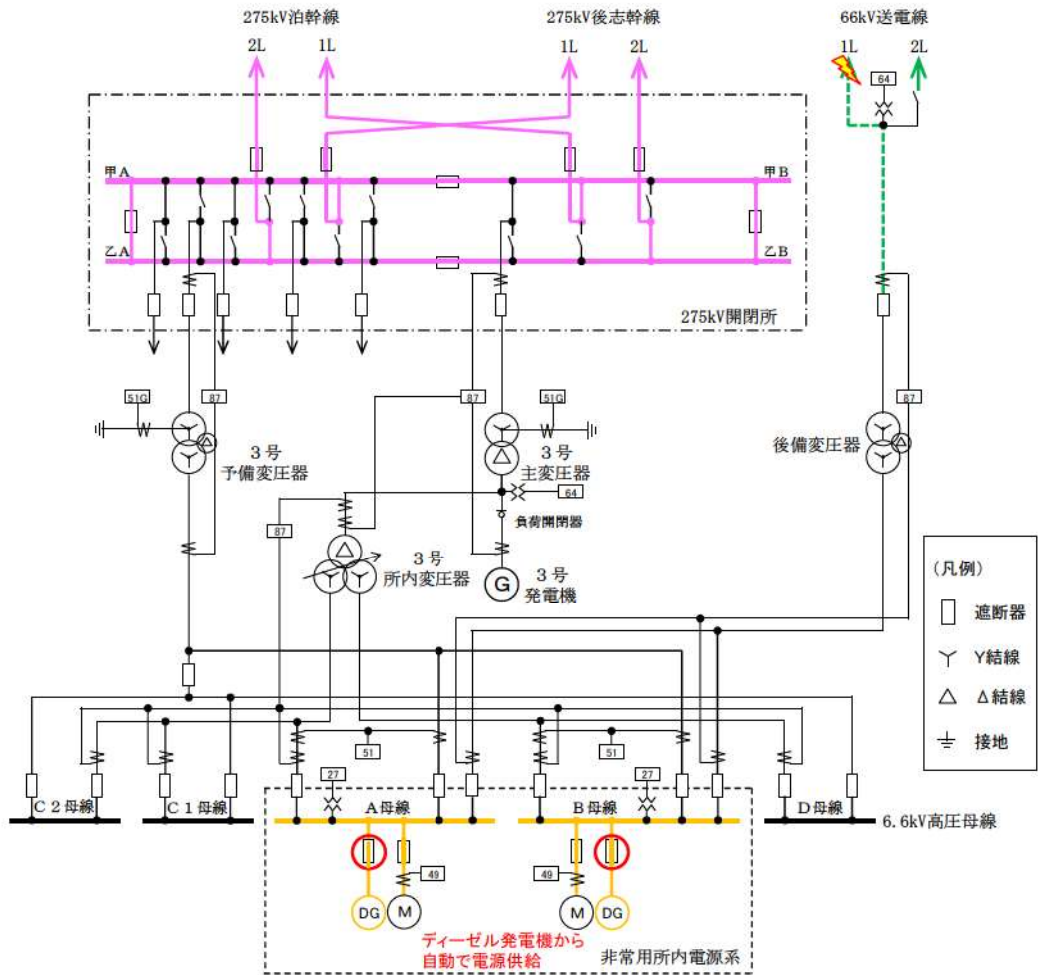 275kV泊幹線
275kV後志幹線
66kV送電線
2L
1L
1L
2L
1L
2L
64
甲A
甲B
乙A
乙B
275kV開閉所
51G
87
51G
87
87
3号
予備変圧器
3号
主変圧器
後備変圧器
64
負荷開閉器
87
3号
所内変圧器
G
3号
発電機
(凡例)
遮断器
Y結線
Δ結線
接地
51
51
27
27
C2母線
C1母線
A母線
B母線
D母線
6.6kV高圧母線
49
49
DG
M
M
DG
ディーゼル発電機から
自動で電源供給
非常用所内電源系